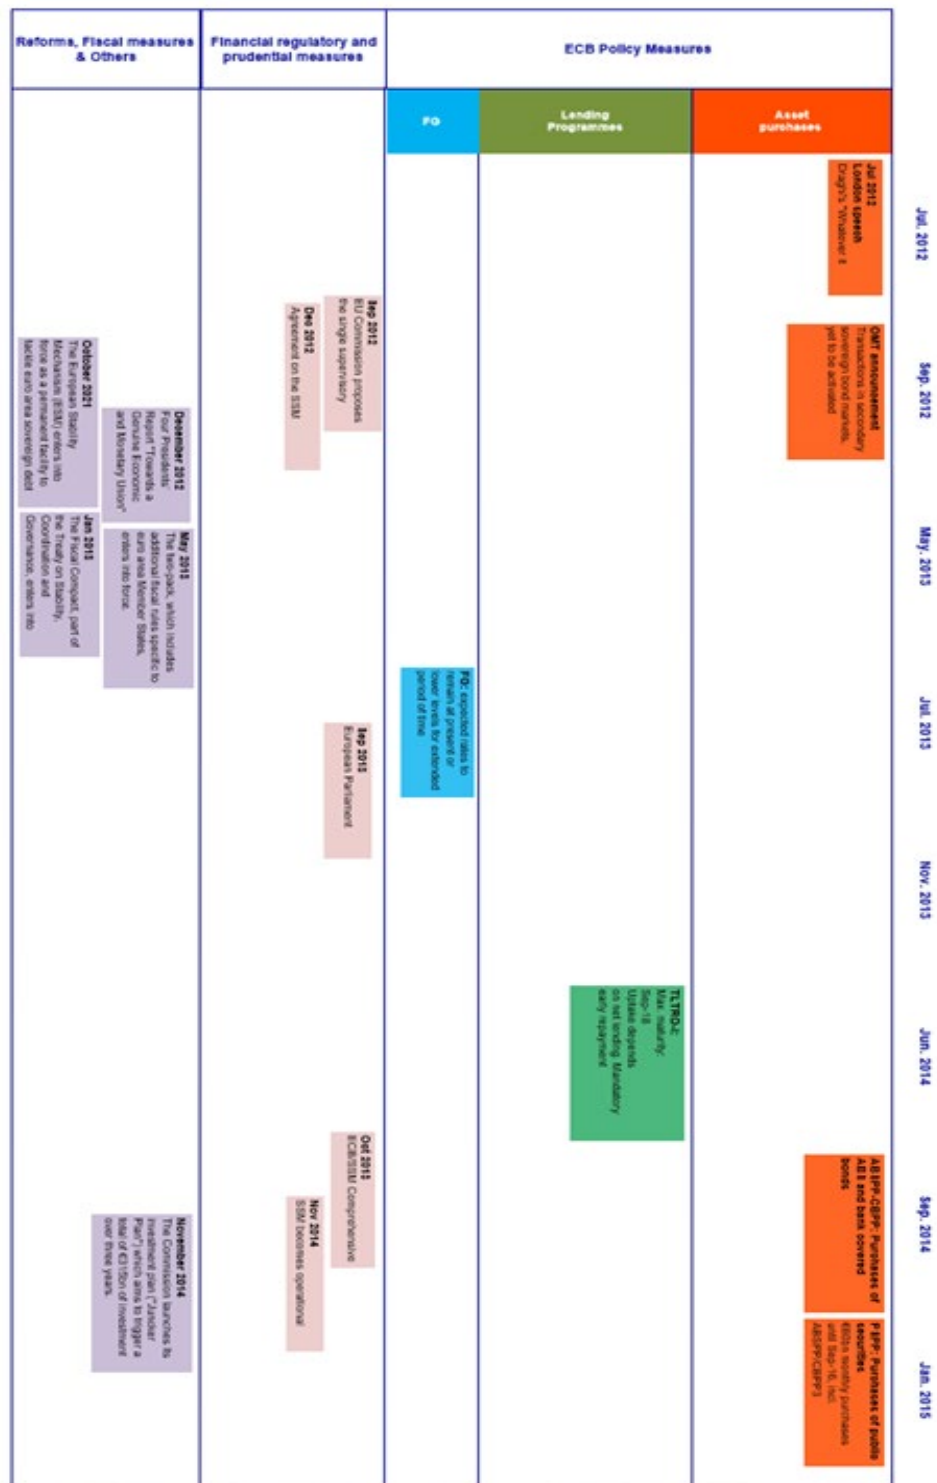 Reforms, Fiscal measures
& Others
Financial regulatory and
prudential measures
ECB Policy Measures
FG
Lending
Programmes
Asset
purchases
Jul. 2012
Sep. 2012
May. 2013
Jul. 2013
Nov. 2013
Jun. 2014
Sep. 2014
Jan. 2015
Jul 2012
London speech
Draghi's "Whatever it
OMT announcement
Transactions in secondary
sovereign bond markets,
yet to be activated
ABSPP-CBPP: Purchases of
ABS and bank covered
bonds
PSPP: Purchases of public
securities
€60bn monthly purchases
until Sep-16, incl.
ABSPP/CBPP3
TLTRO-I:
Max. maturity:
Sep-18
Uptake depends
on net lending. Mandatory
early repayment
FG: expected rates to
remain at present or
lower levels for extended
period of time
Sep 2012
EU Commission proposes
the single supervisory
Dec 2012
Agreement on the SSM
Sep 2013
European Parliament
Oct 2013
ECB/SSM Comprehensive
Nov 2014
SSM becomes operational
October 2021
The European Stability
Mechanism (ESM) enters into
force as a permanent facility to
tackle euro area sovereign debt
December 2012
Four Presidents'
Report "Towards a
Genuine Economic
and Monetary Union"
Jan 2013
The Fiscal Compact, part of
the Treaty on Stability,
Coordination and
Governance, enters into
May 2013
The two-pack, which includes
additional fiscal rules specific to
euro area Member States,
enters into force.
November 2014
The Commission launches its
investment plan ("Juncker
Plan") which aims to trigger a
total of €315bn of investment
over three years.